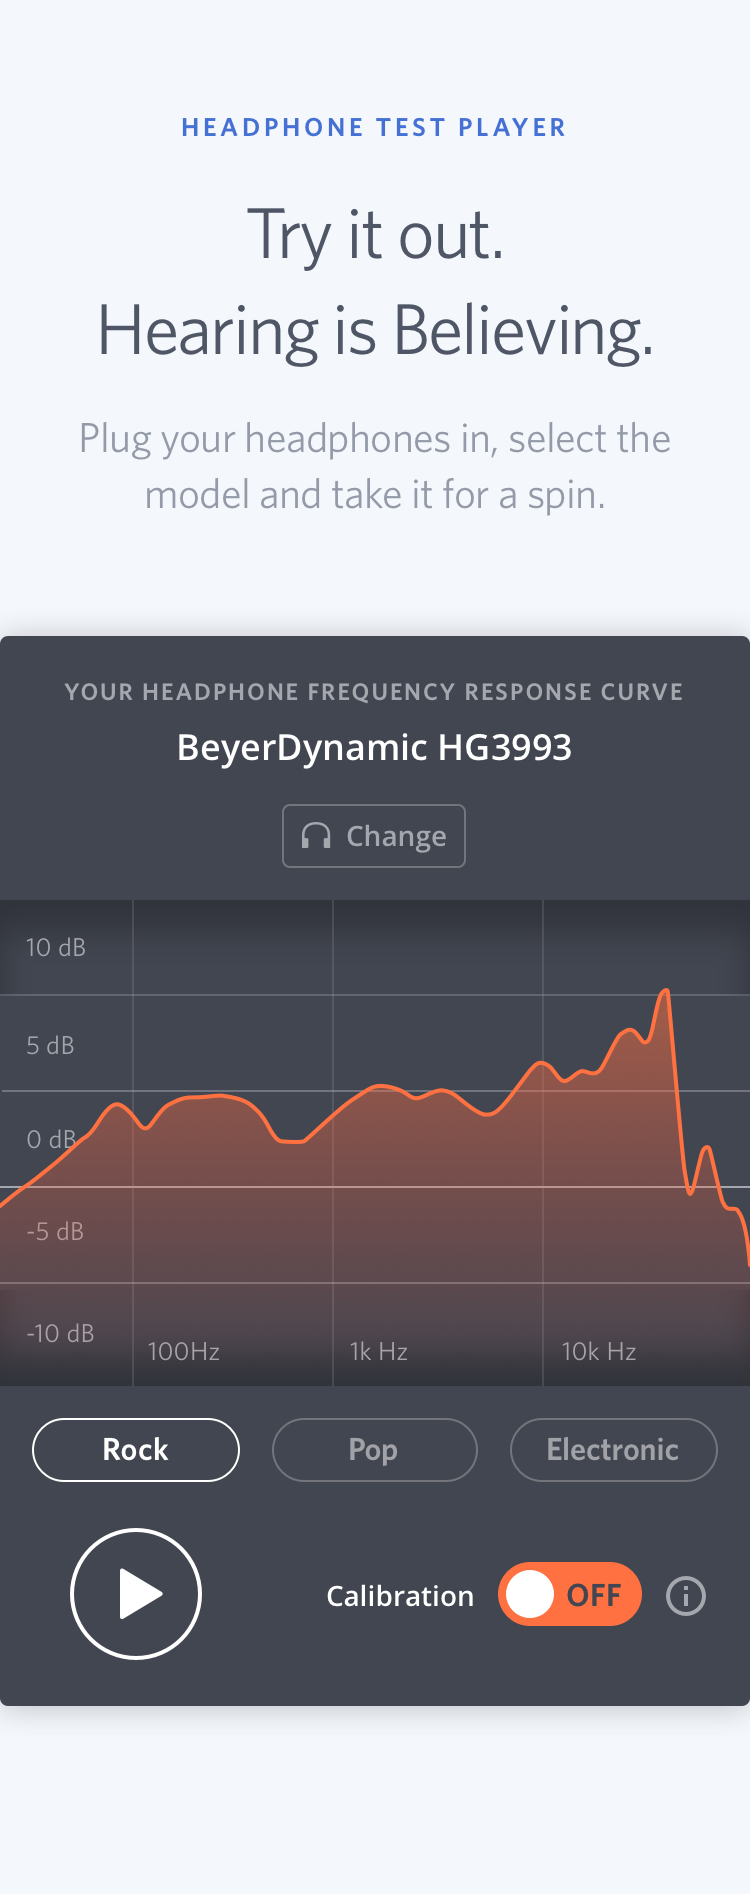 HEADPHONE TEST PLAYER
Try it out.
Hearing is Believing.
Plug your headphones in, select the
model and take it for a spin.
YOUR HEADPHONE FREQUENCY RESPONSE CURVE
BeyerDynamic HG3993
Change
10 dB
5 dB
0 dB
-5 dB
-10 dB
100Hz
1k Hz
10k Hz
Rock
Pop
Electronic
Calibration
OFF